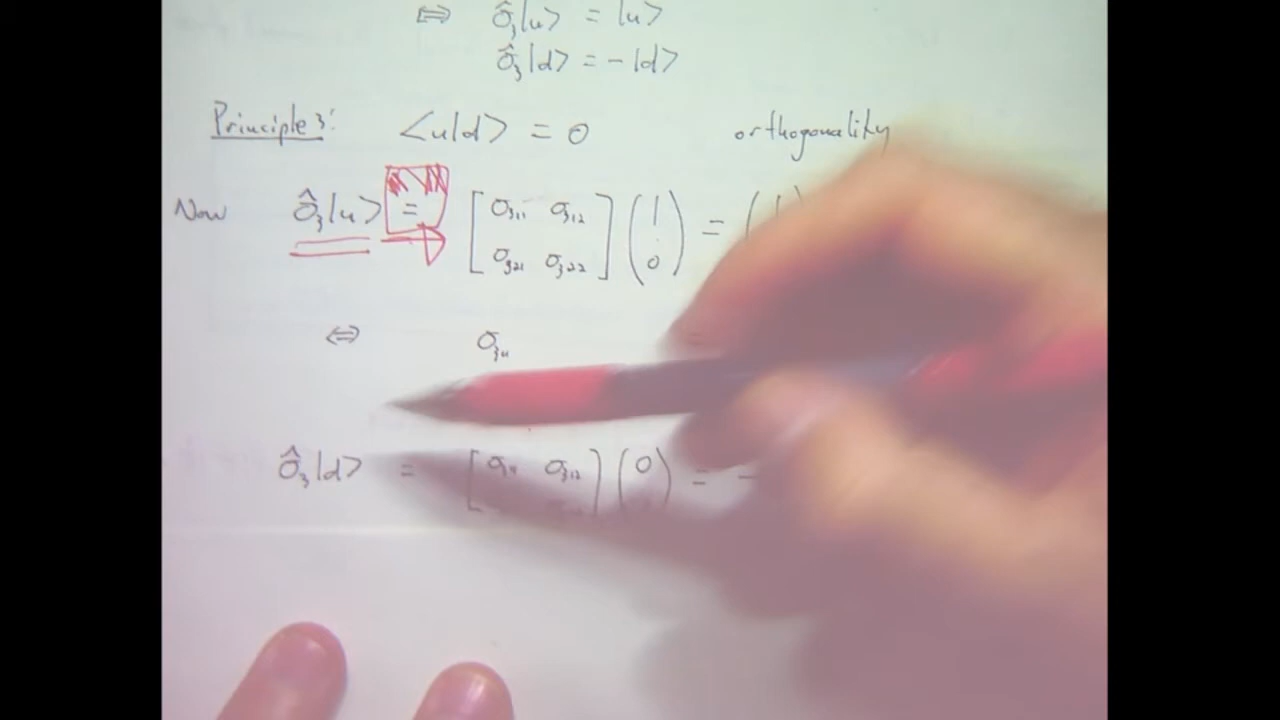 ⇔ σ̂₃|u⟩ = |u⟩
σ̂₃|d⟩ = -|d⟩
Principle 3: ⟨u|d⟩ = 0 orthogonality
Now σ̂₃|u⟩ = [σ₃₁₁ σ₃₁₂ σ₃₂₁ σ₃₂₂] (1 0) = (1
⇔ σ₃₁₁
σ̂₃|d⟩ = [σ₃₁₁ σ₃₁₂] (0 = -